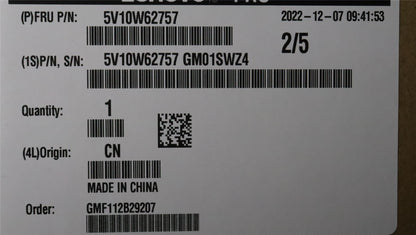 (P)FRU P/N: 5V10W62757 2022-12-07 09:41:53
2/5
(1S)P/N, S/N: 5V10W62757 GM01SWZ4
Quantity: 1
(4L)Origin: CN
MADE IN CHINA
Order: GMF112B29207